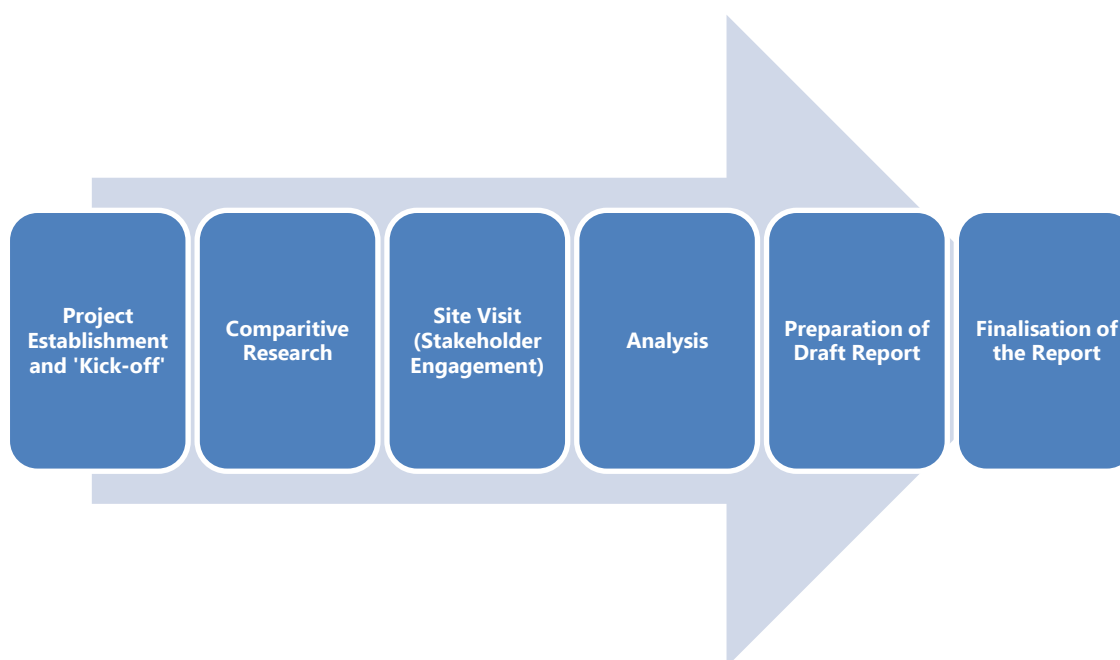 Project
Establishment
and 'Kick-off'
Comparitive
Research
Site Visit
(Stakeholder
Engagement)
Analysis
Preparation of
Draft Report
Finalisation of
the Report